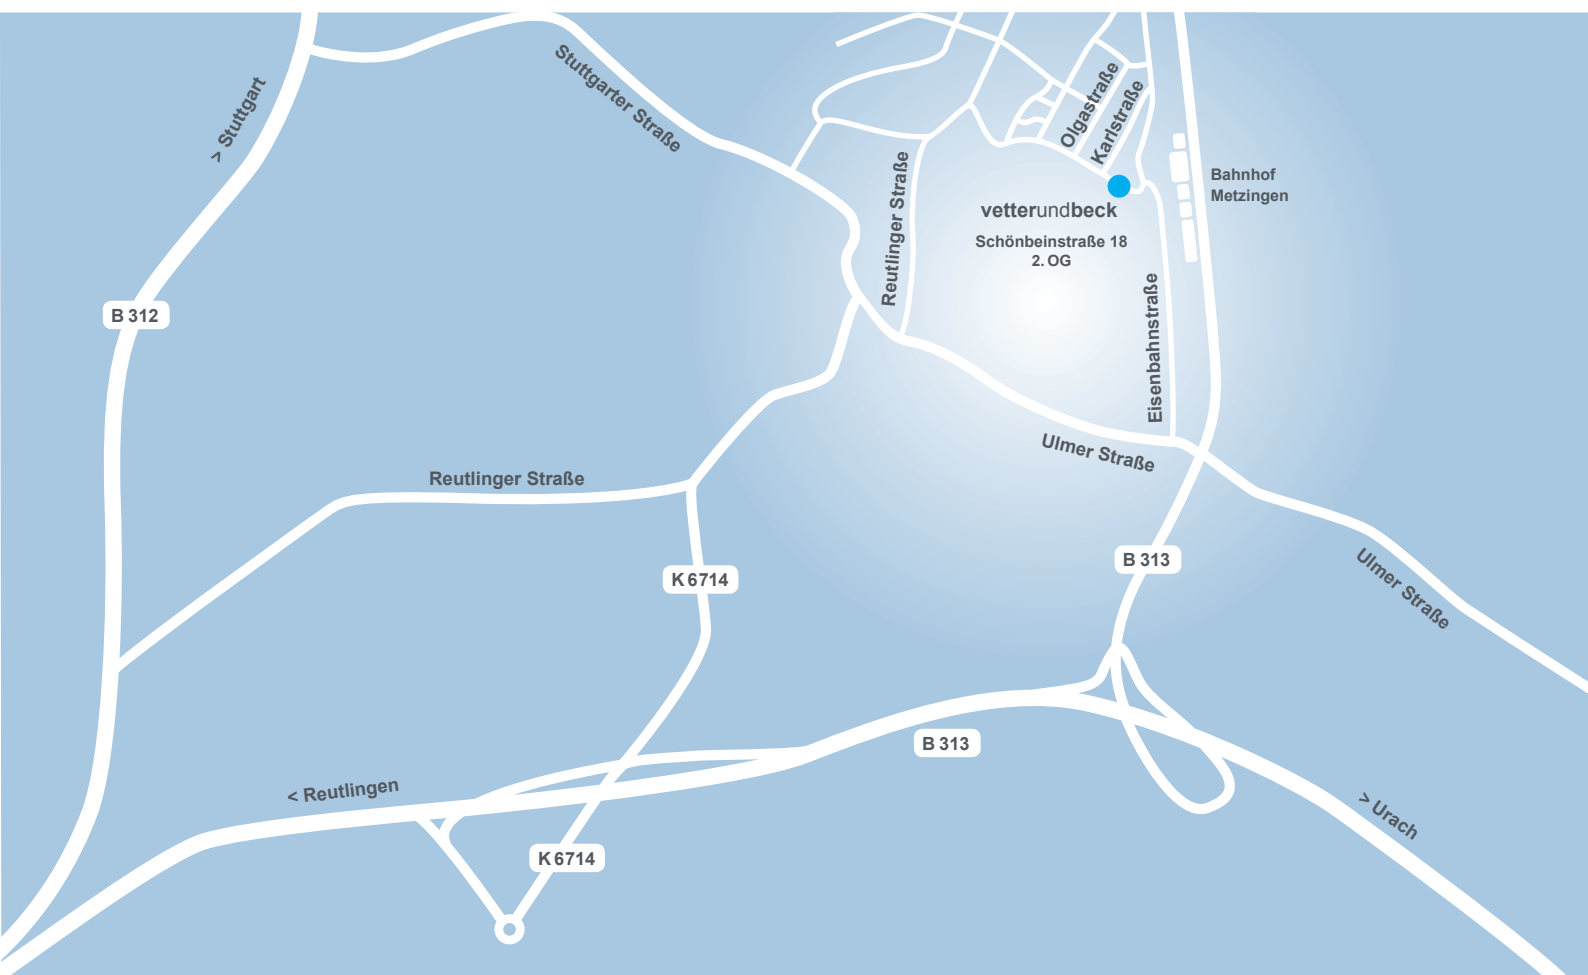 > Stuttgart
Stuttgarter Straße
Olgastraße
Karlstraße
Bahnhof
Metzingen
Reutlinger Straße
vetterundbeck
Schönbeinstraße 18
2. OG
B 312
Eisenbahnstraße
Ulmer Straße
Reutlinger Straße
B 313
K 6714
Ulmer Straße
B 313
< Reutlingen
> Urach
K 6714